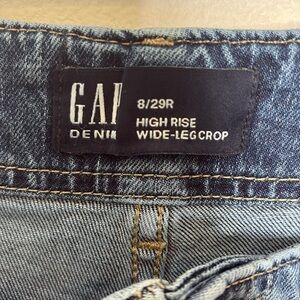 GAP
DENIM
8/29R
HIGH RISE
WIDE-LEG CROP